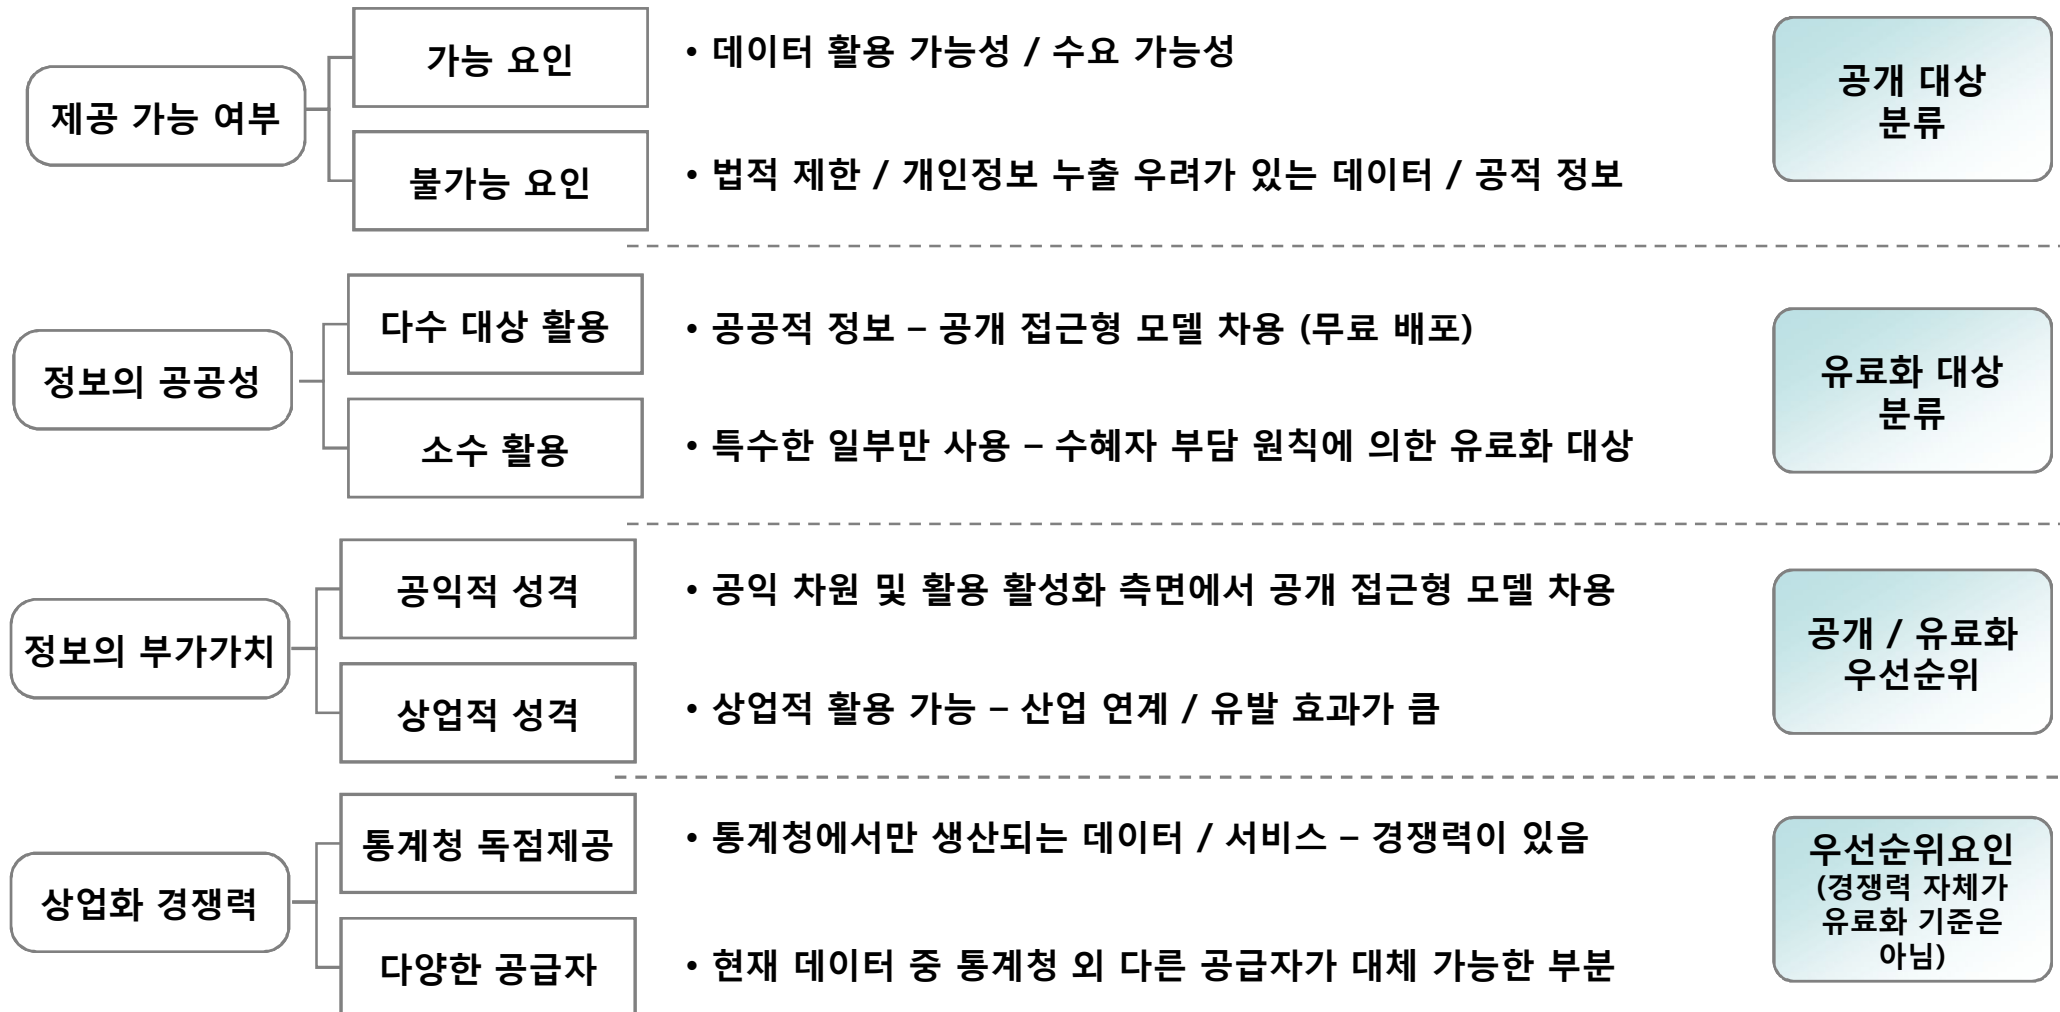 제공 가능 여부
가능 요인
• 데이터 활용 가능성 / 수요 가능성
불가능 요인
• 법적 제한 / 개인정보 누출 우려가 있는 데이터 / 공적 정보
공개 대상
분류
정보의 공공성
다수 대상 활용
• 공공적 정보 – 공개 접근형 모델 차용 (무료 배포)
소수 활용
• 특수한 일부만 사용 – 수혜자 부담 원칙에 의한 유료화 대상
유료화 대상
분류
정보의 부가가치
공익적 성격
• 공익 차원 및 활용 활성화 측면에서 공개 접근형 모델 차용
상업적 성격
• 상업적 활용 가능 – 산업 연계 / 유발 효과가 큼
공개 / 유료화
우선순위
상업화 경쟁력
통계청 독점제공
• 통계청에서만 생산되는 데이터 / 서비스 – 경쟁력이 있음
다양한 공급자
• 현재 데이터 중 통계청 외 다른 공급자가 대체 가능한 부분
우선순위요인
(경쟁력 자체가
유료화 기준은
아님)